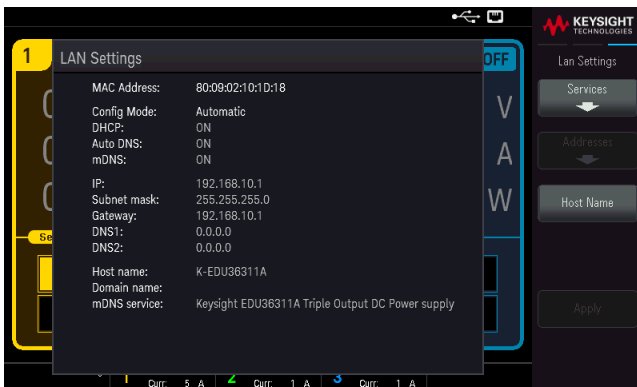 KEYSIGHT
TECHNOLOGIES
1
LAN Settings
OFF
Lan Settings
MAC Address: 80:09:02:10:1D:18
Services
Config Mode: Automatic
DHCP: ON
Auto DNS: ON
mDNS: ON
V
Addresses
A
IP: 192.168.10.1
Subnet mask: 255.255.255.0
Gateway: 192.168.10.1
DNS1: 0.0.0.0
DNS2: 0.0.0.0
W
Host Name
Host name: K-EDU36311A
Domain name:
mDNS service: Keysight EDU36311A Triple Output DC Power supply
Apply
1 Curr: 5 A 2 Curr: 1 A 3 Curr: 1 A